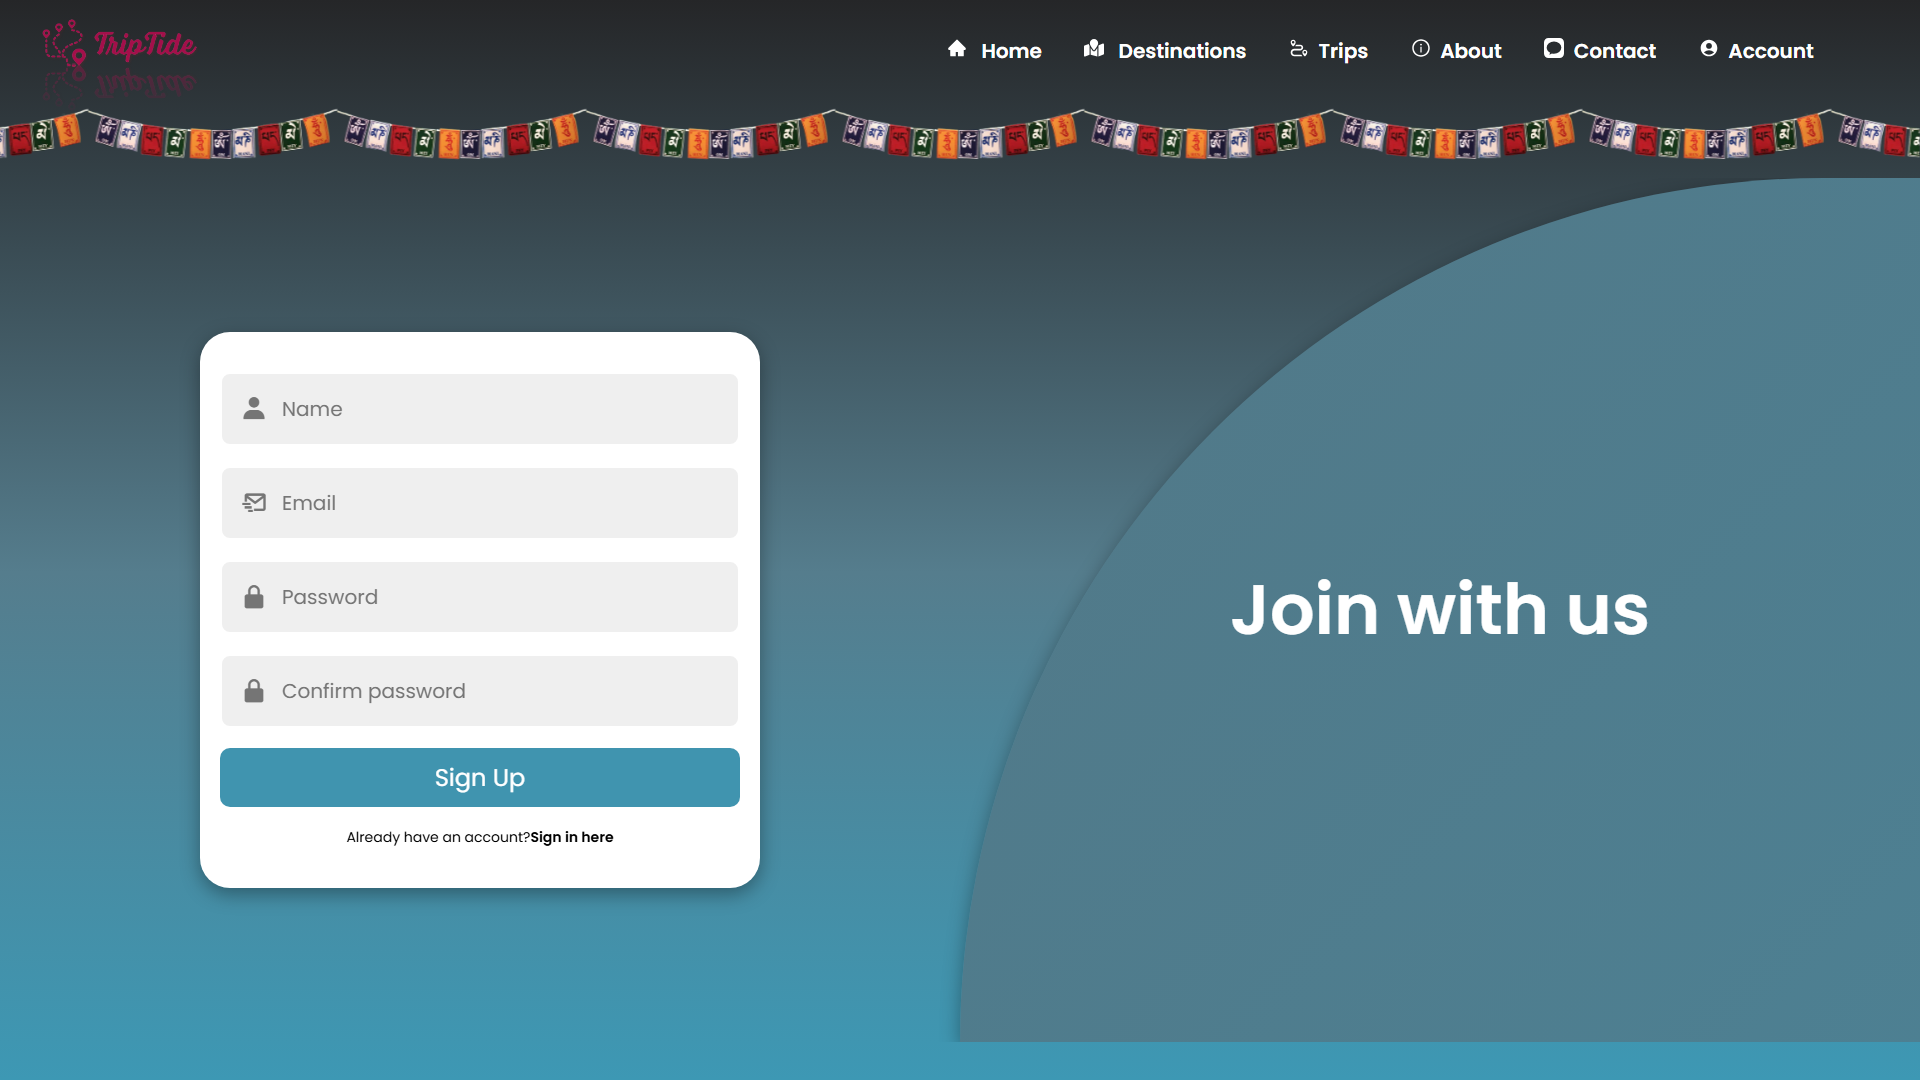 TripTide
Home
Destinations
Trips
About
Contact
Account
Name
Email
Password
Confirm password
Sign Up
Already have an account?Sign in here
Join with us